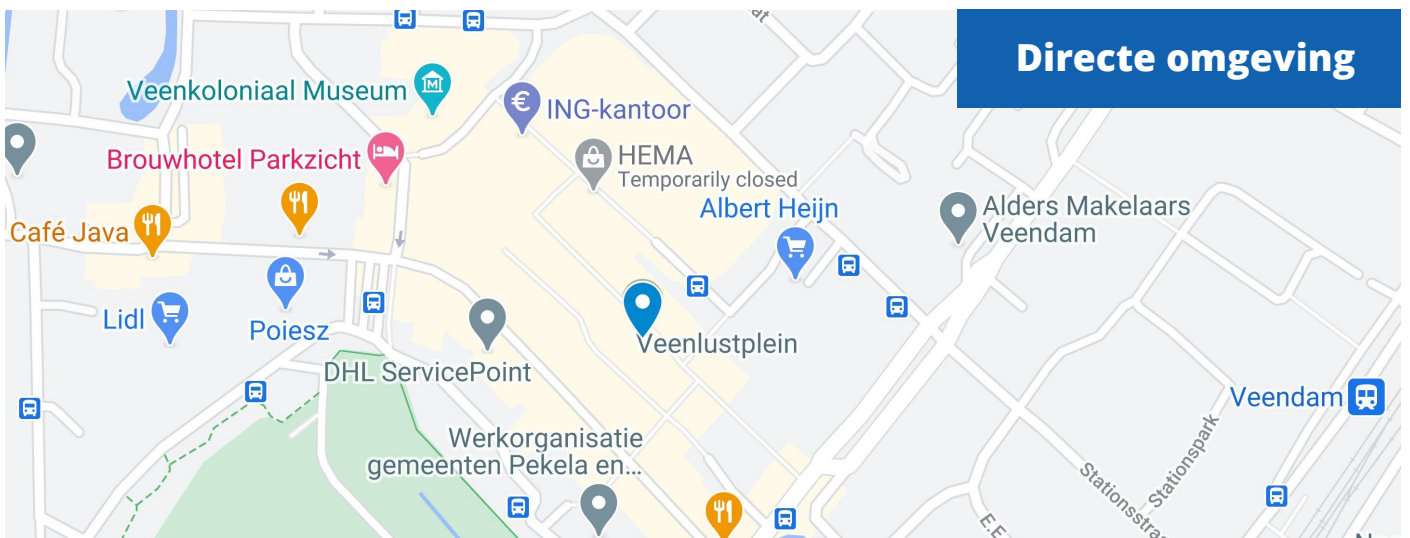 Directe omgeving
Veenkoloniaal Museum
ING-kantoor
Brouwhotel Parkzicht
HEMA
Temporarily closed
Albert Heijn
Alders Makelaars
Veendam
Café Java
Lidl
Poiesz
Veenlustplein
DHL ServicePoint
Veendam
Werkorganisatie
gemeenten Pekela en...
Stationspark
E.E